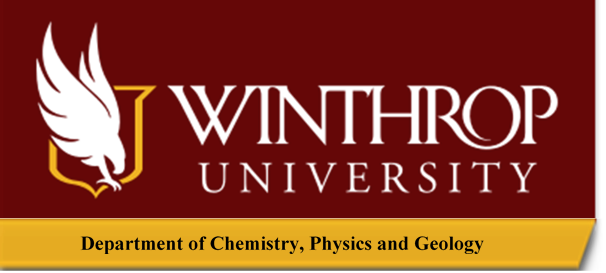 WINTHROP
UNIVERSITY
Department of Chemistry, Physics and Geology